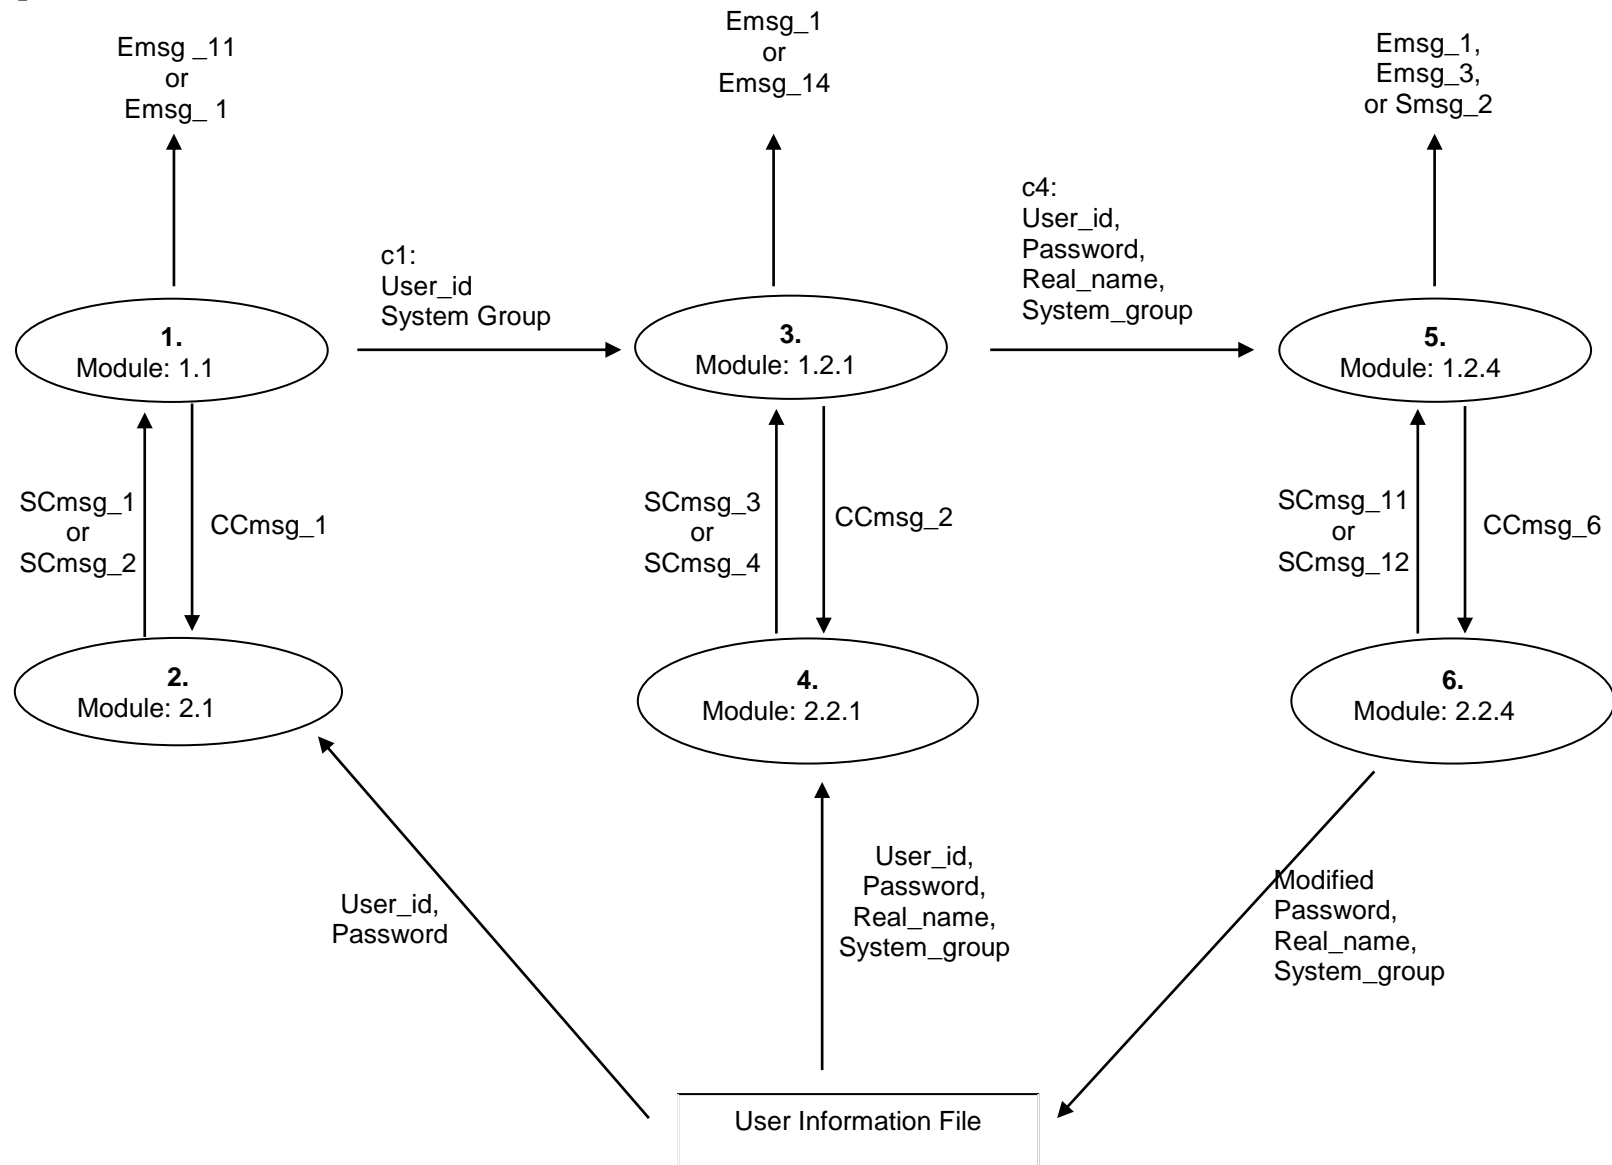 Emsg _11
or
Emsg_ 1
Emsg_1
or
Emsg_14
Emsg_1,
Emsg_3,
or Smsg_2
c1:
User_id
System Group
c4:
User_id,
Password,
Real_name,
System_group
1.
Module: 1.1
3.
Module: 1.2.1
5.
Module: 1.2.4
SCmsg_1
or
SCmsg_2
CCmsg_1
SCmsg_3
or
SCmsg_4
CCmsg_2
SCmsg_11
or
SCmsg_12
CCmsg_6
2.
Module: 2.1
4.
Module: 2.2.1
6.
Module: 2.2.4
User_id,
Password
User_id,
Password,
Real_name,
System_group
Modified
Password,
Real_name,
System_group
User Information File